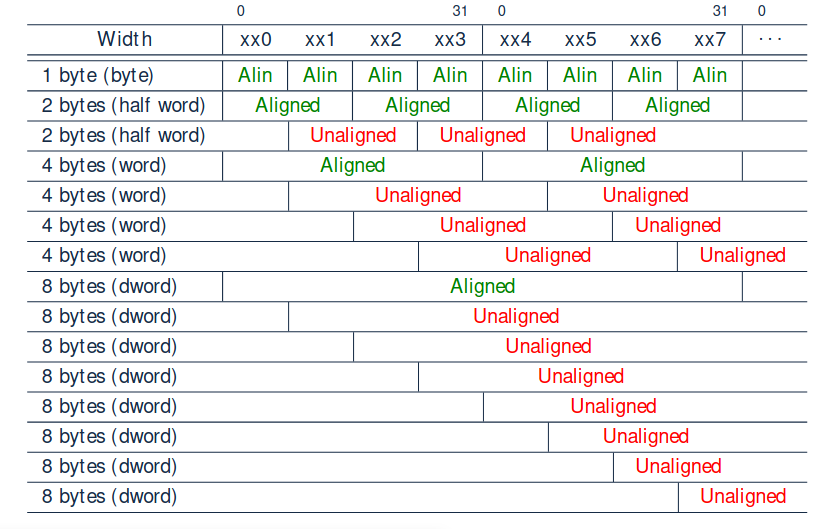 0 31 0 31 0
Width xx0 xx1 xx2 xx3 xx4 xx5 xx6 xx7 ...
1 byte (byte) Alin Alin Alin Alin Alin Alin Alin Alin
2 bytes (half word) Aligned Aligned Aligned Aligned
2 bytes (half word) Unaligned Unaligned Unaligned
4 bytes (word) Aligned Aligned
4 bytes (word) Unaligned Unaligned
4 bytes (word) Unaligned Unaligned
4 bytes (word) Unaligned Unaligned
8 bytes (dword) Aligned
8 bytes (dword) Unaligned
8 bytes (dword) Unaligned
8 bytes (dword) Unaligned
8 bytes (dword) Unaligned
8 bytes (dword) Unaligned
8 bytes (dword) Unaligned
8 bytes (dword) Unaligned